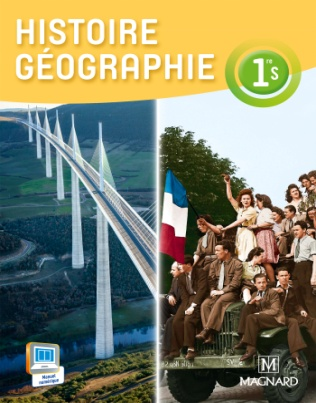 HISTOIRE
GÉOGRAPHIE
1re S
Manuel
numérique
M
MAGNARD